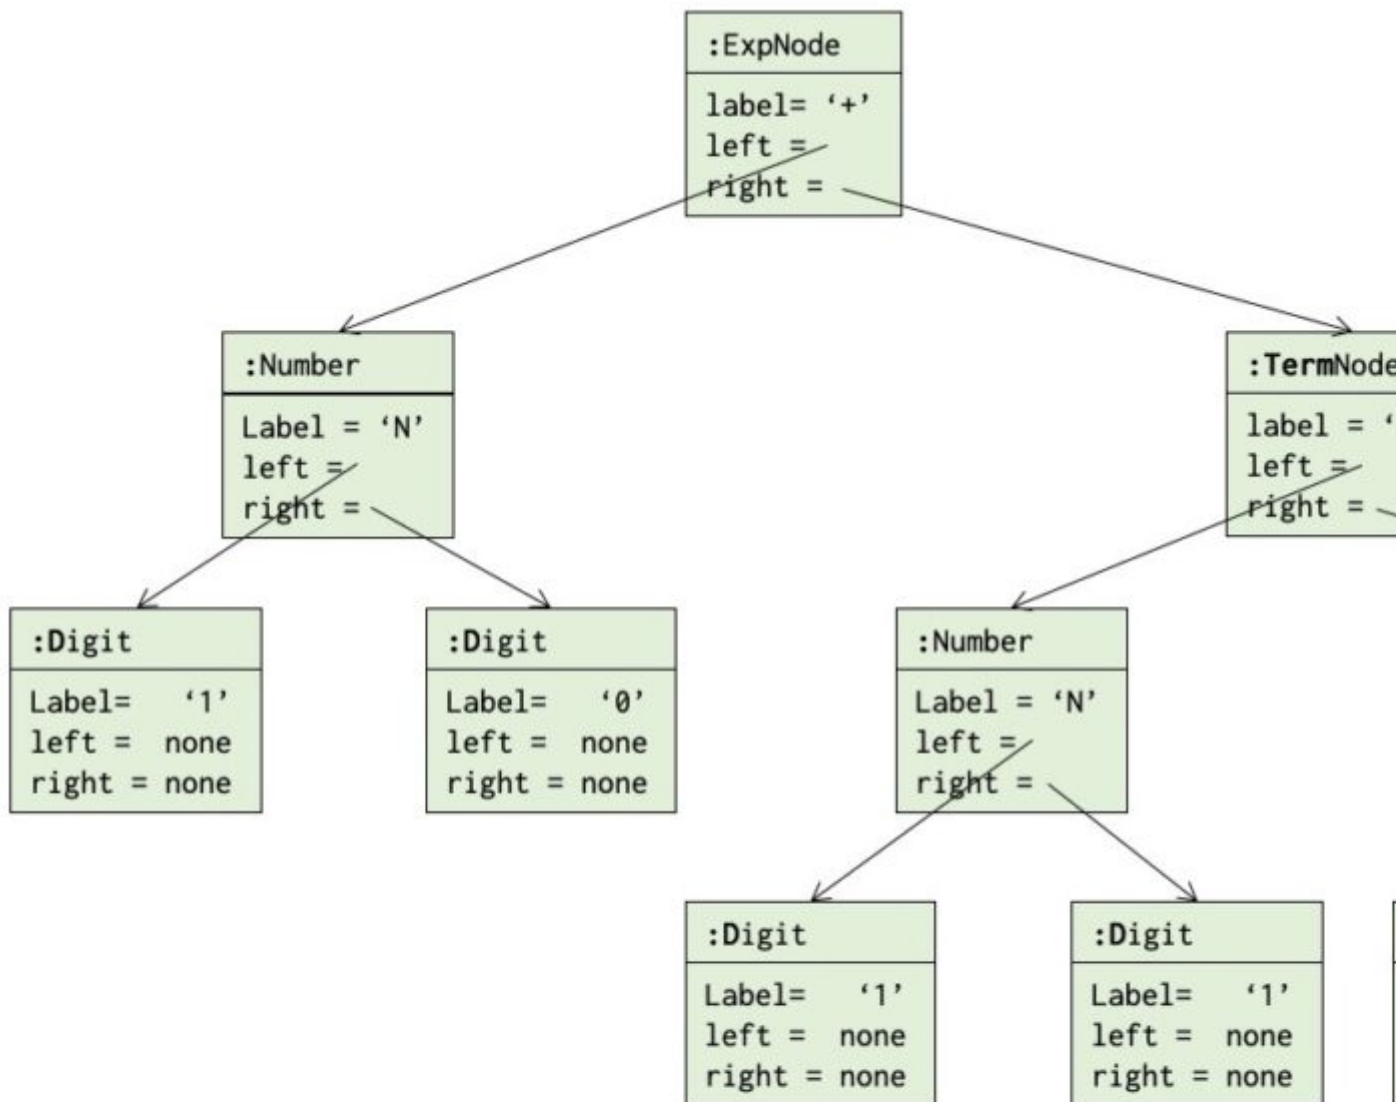 :ExpNode
label= ‘+’
left =
right =
:Number
Label = ‘N’
left =
right =
:TermNode
label = ‘
left =
right =
:Digit
Label= ‘1’
left = none
right = none
:Digit
Label= ‘0’
left = none
right = none
:Number
Label = ‘N’
left =
right =
:Digit
Label= ‘1’
left = none
right = none
:Digit
Label= ‘1’
left = none
right = none